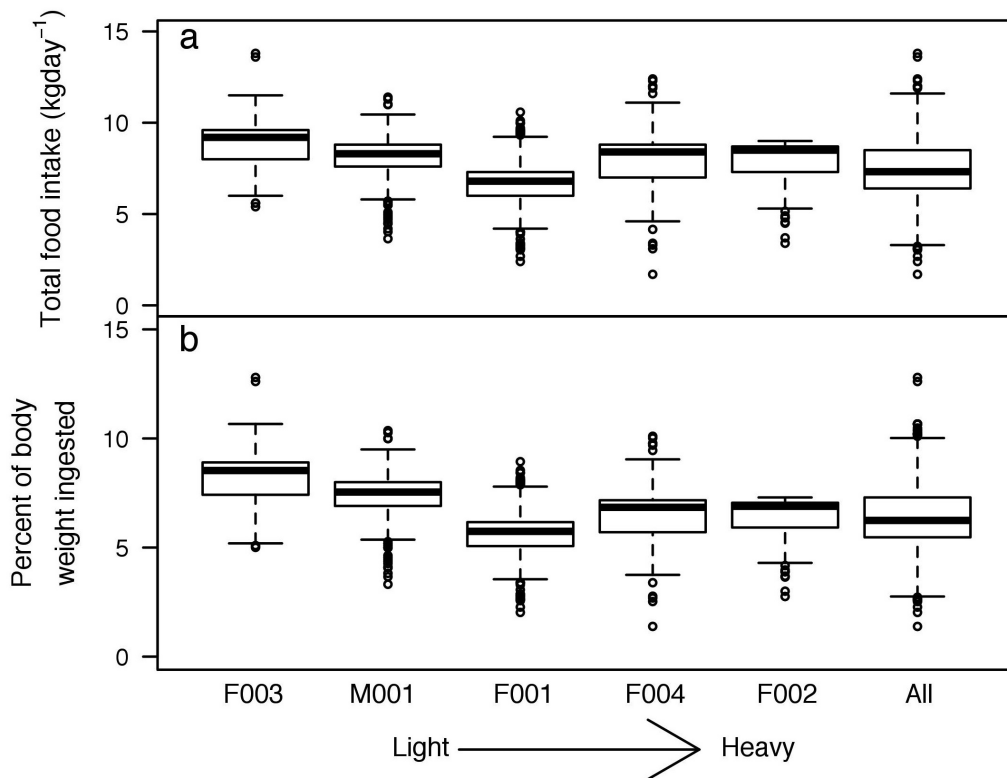 a
Total food intake (kgday⁻¹)
15
10
5
0
b
Percent of body
weight ingested
15
10
5
0
F003 M001 F001 F004 F002 All
Light Heavy